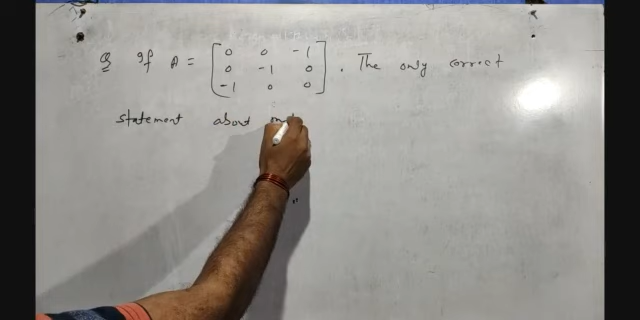 Q If A = [ 0 0 -1
0 -1 0
-1 0 0 ] . The only correct
statement about